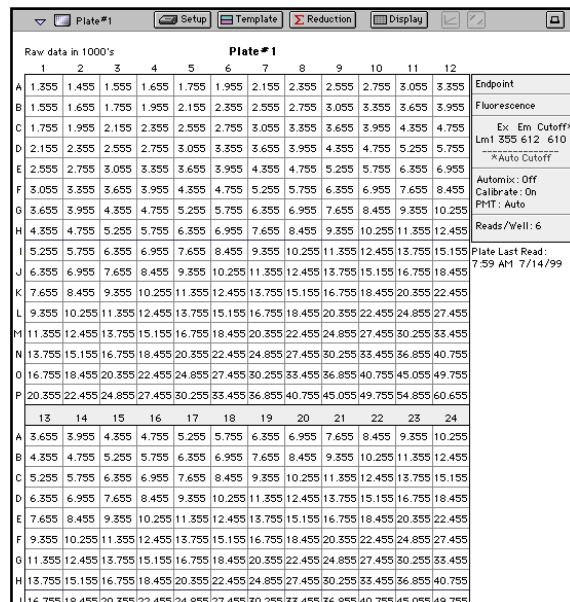 Plate#1 Setup Template Reduction Display
Raw data in 1000's Plate#1
1 2 3 4 5 6 7 8 9 10 11 12
A 1.355 1.455 1.555 1.655 1.755 1.955 2.155 2.355 2.555 2.755 3.055 3.355
B 1.555 1.655 1.755 1.955 2.155 2.355 2.555 2.755 3.055 3.355 3.655 3.955
C 1.755 1.955 2.155 2.355 2.555 2.755 3.055 3.355 3.655 3.955 4.355 4.755
D 2.155 2.355 2.555 2.755 3.055 3.355 3.655 3.955 4.355 4.755 5.255 5.755
E 2.555 2.755 3.055 3.355 3.655 3.955 4.355 4.755 5.255 5.755 6.355 6.955
F 3.055 3.355 3.655 3.955 4.355 4.755 5.255 5.755 6.355 6.955 7.655 8.455
G 3.655 3.955 4.355 4.755 5.255 5.755 6.355 6.955 7.655 8.455 9.355 10.255
H 4.355 4.755 5.255 5.755 6.355 6.955 7.655 8.455 9.355 10.255 11.355 12.455
I 5.255 5.755 6.355 6.955 7.655 8.455 9.355 10.255 11.355 12.455 13.755 15.155
J 6.355 6.955 7.655 8.455 9.355 10.255 11.355 12.455 13.755 15.155 16.755 18.455
K 7.655 8.455 9.355 10.255 11.355 12.455 13.755 15.155 16.755 18.455 20.355 22.455
L 9.355 10.255 11.355 12.455 13.755 15.155 16.755 18.455 20.355 22.455 24.855 27.455
M 11.355 12.455 13.755 15.155 16.755 18.455 20.355 22.455 24.855 27.455 30.255 33.455
N 13.755 15.155 16.755 18.455 20.355 22.455 24.855 27.455 30.255 33.455 36.855 40.755
O 16.755 18.455 20.355 22.455 24.855 27.455 30.255 33.455 36.855 40.755 45.055 49.755
P 20.355 22.455 24.855 27.455 30.255 33.455 36.855 40.755 45.055 49.755 54.855 60.655
13 14 15 16 17 18 19 20 21 22 23 24
A 3.655 3.955 4.355 4.755 5.255 5.755 6.355 6.955 7.655 8.455 9.355 10.255
B 4.355 4.755 5.255 5.755 6.355 6.955 7.655 8.455 9.355 10.255 11.355 12.455
C 5.255 5.755 6.355 6.955 7.655 8.455 9.355 10.255 11.355 12.455 13.755 15.155
D 6.355 6.955 7.655 8.455 9.355 10.255 11.355 12.455 13.755 15.155 16.755 18.455
E 7.655 8.455 9.355 10.255 11.355 12.455 13.755 15.155 16.755 18.455 20.355 22.455
F 9.355 10.255 11.355 12.455 13.755 15.155 16.755 18.455 20.355 22.455 24.855 27.455
G 11.355 12.455 13.755 15.155 16.755 18.455 20.355 22.455 24.855 27.455 30.255 33.455
H 13.755 15.155 16.755 18.455 20.355 22.455 24.855 27.455 30.255 33.455 36.855 40.755
I 16.755 18.455 20.355 22.455 24.855 27.455 30.255 33.455 36.855 40.755 45.055 49.755
Endpoint
Fluorescence
Ex Em Cutoff*
Lm1 355 612 610
*Auto Cutoff
Automix: Off
Calibrate: On
PMT: Auto
Reads/Well: 6
Plate Last Read:
7:59 AM 7/14/99